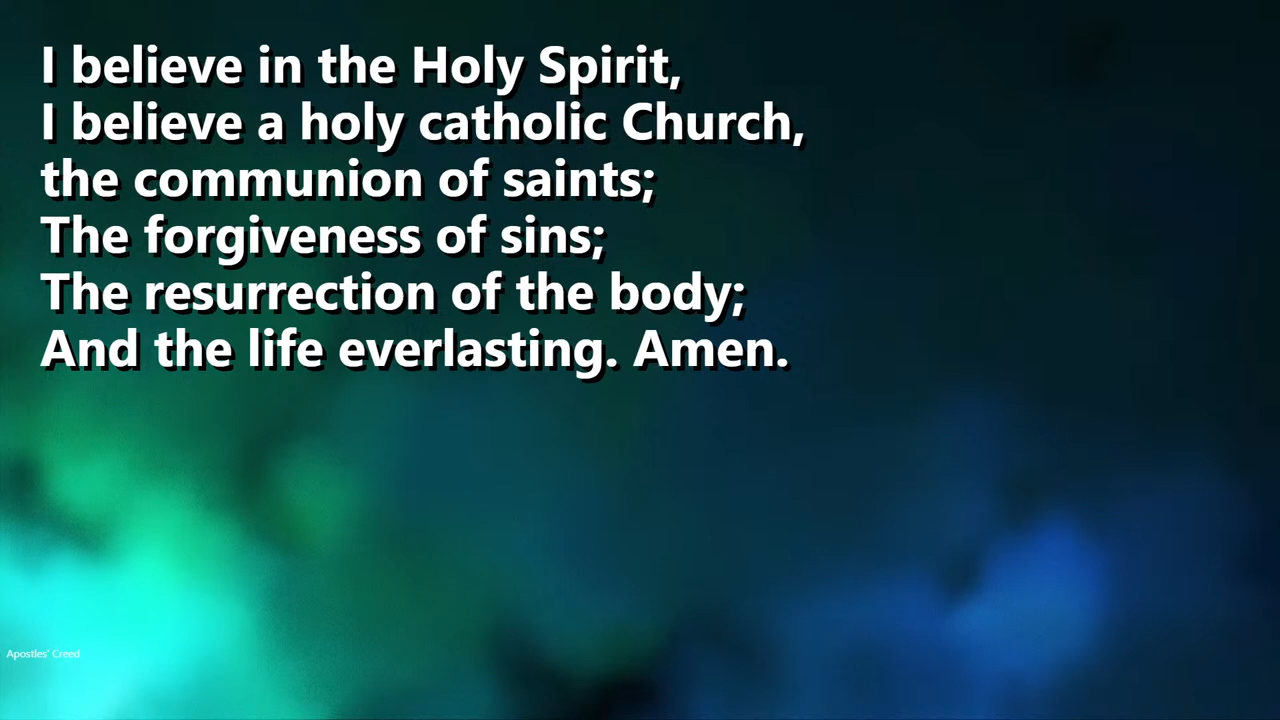 I believe in the Holy Spirit,
I believe a holy catholic Church,
the communion of saints;
The forgiveness of sins;
The resurrection of the body;
And the life everlasting. Amen.
Apostles' Creed